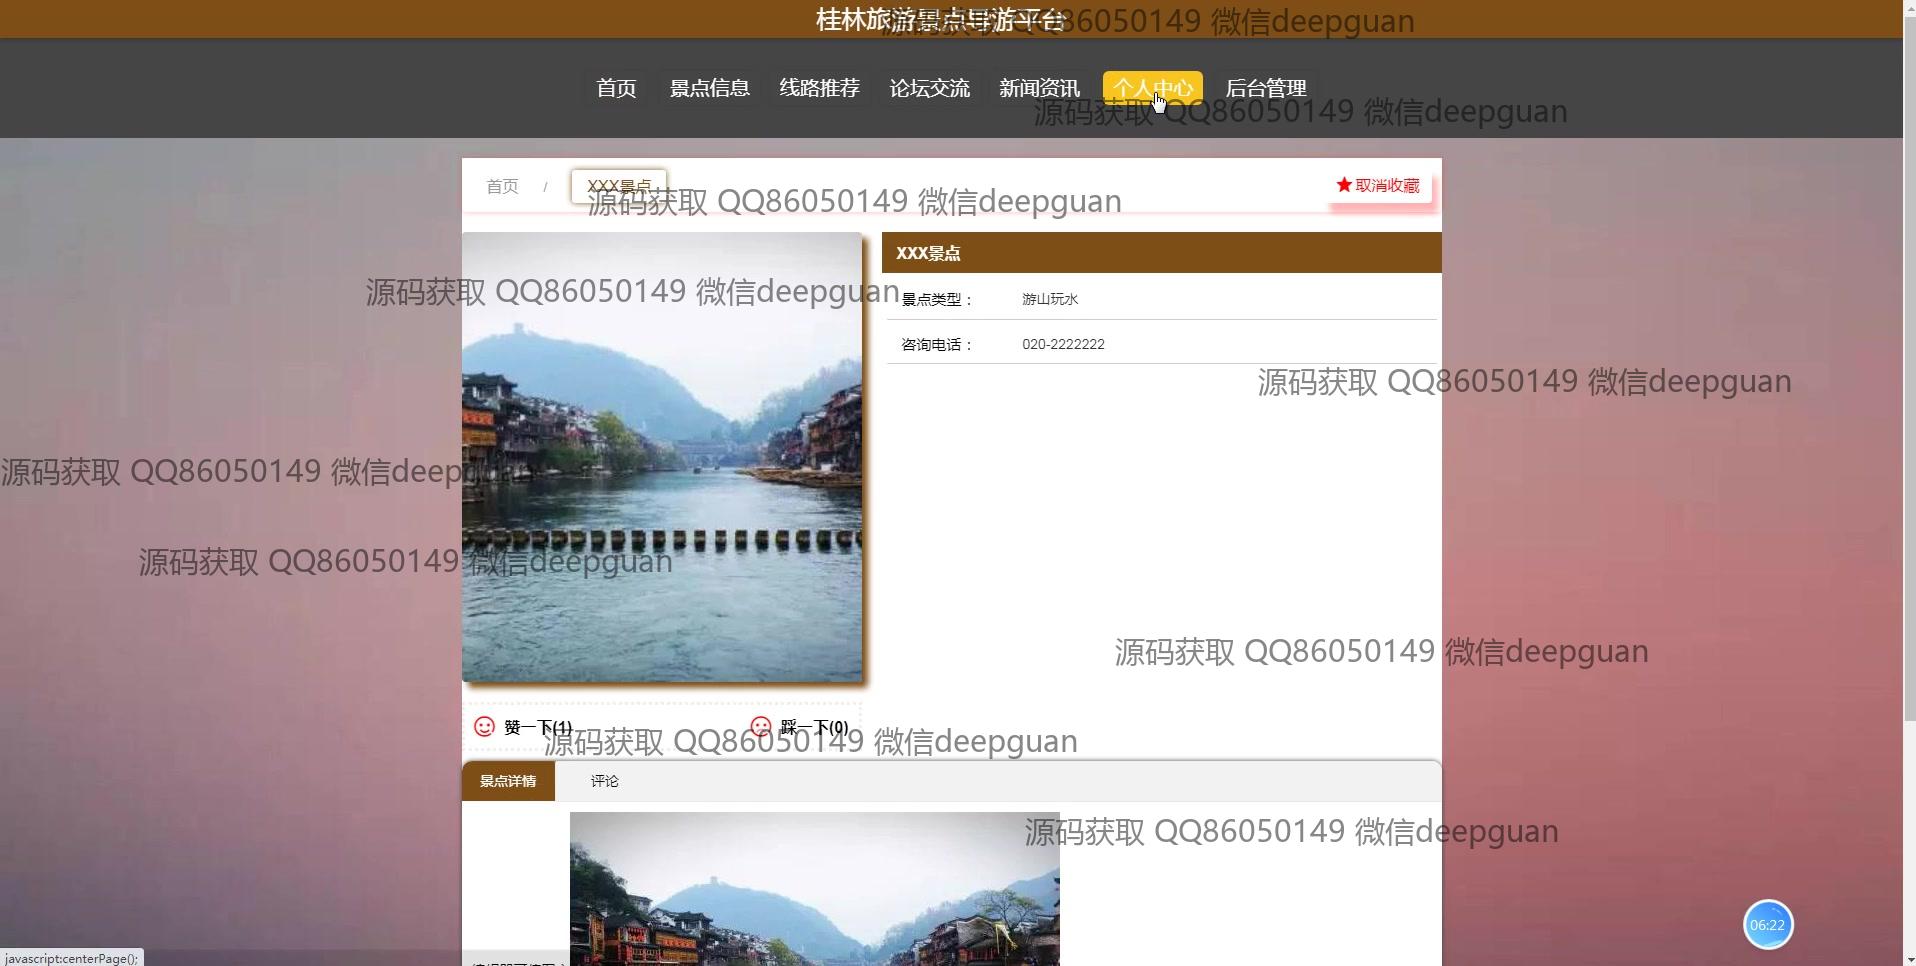 桂林旅游景点导游平台
源码获取 QQ86050149 微信deepguan
首页 景点信息 线路推荐 论坛交流 新闻资讯 个人中心 后台管理
源码获取 QQ86050149 微信deepguan
首页 / XXX景点 取消收藏
源码获取 QQ86050149 微信deepguan
XXX景点
源码获取 QQ86050149 微信deepguan
景点类型： 游山玩水
咨询电话： 020-2222222
源码获取 QQ86050149 微信deepguan
源码获取 QQ86050149 微信deepguan
源码获取 QQ86050149 微信deepguan
源码获取 QQ86050149 微信deepguan
赞一下(1) 踩一下(0)
源码获取 QQ86050149 微信deepguan
景点详情 评论
源码获取 QQ86050149 微信deepguan
06:22
javascript:centerPage();